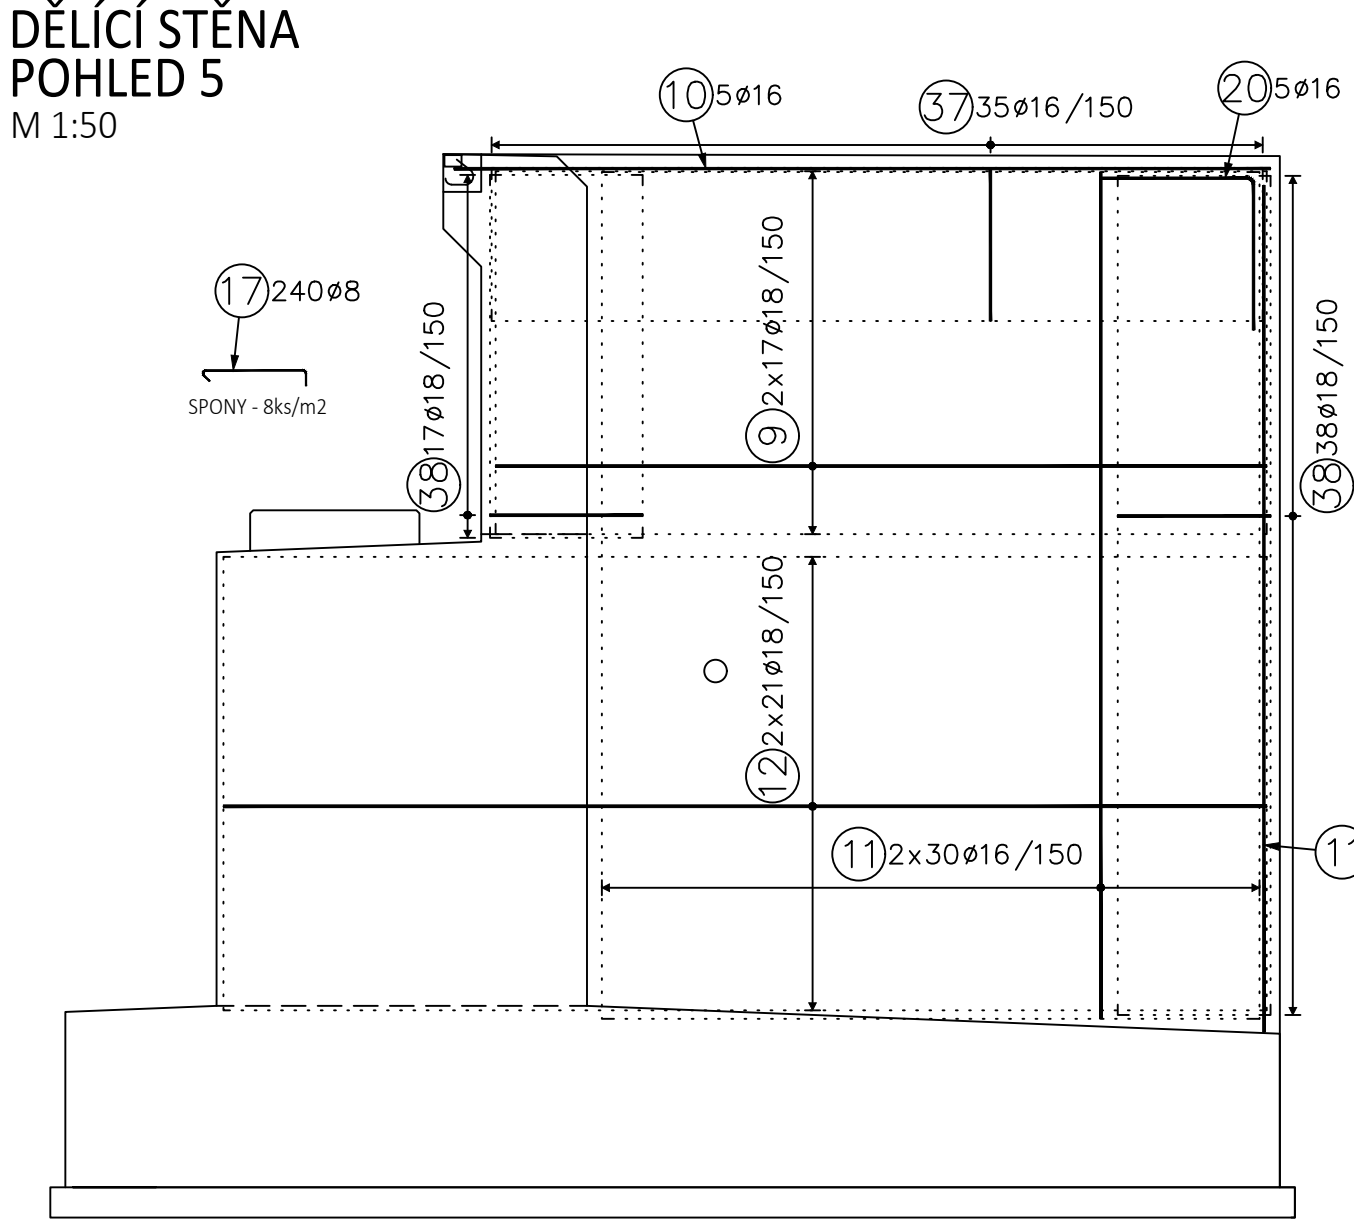 DĚLÍCÍ STĚNA
POHLED 5
M 1:50
10 5ø16
37 35ø16/150
20 5ø16
17 240ø8
SPONY - 8ks/m2
38 17ø18/150
9 2x17ø18/150
38 38ø18/150
12 2x21ø18/150
11 2x30ø16/150
11